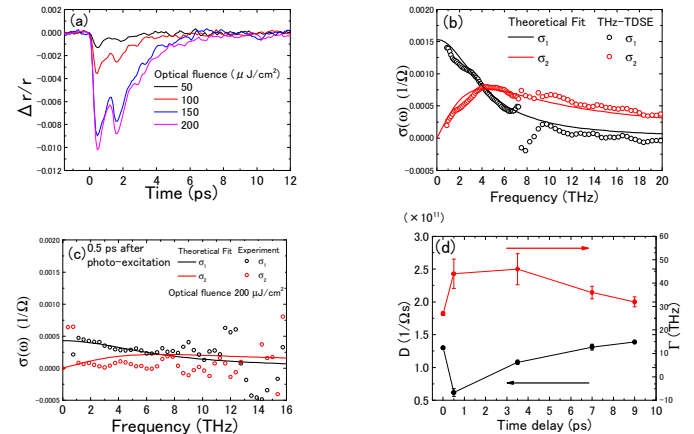 (a)
0.002
0.000
-0.002
-0.004
-0.006
-0.008
-0.010
-0.012
Δr/r
Optical fluence (μJ/cm²)
50
100
150
200
-2 0 2 4 6 8 10 12
Time (ps)
(b)
0.0020
0.0015
0.0010
0.0005
0.0000
-0.0005
σ(ω) (1/Ω)
Theoretical Fit THz-TDSE
σ₁ σ₁
σ₂ σ₂
0 2 4 6 8 10 12 14 16 18 20
Frequency (THz)
(c)
0.0020
0.0015
0.0010
0.0005
0.0000
-0.0005
σ(ω) (1/Ω)
0.5 ps after
photo-excitation
Theoretical Fit Experiment
σ₁ σ₁
σ₂ σ₂
Optical fluence 200 μJ/cm²
0 2 4 6 8 10 12 14 16
Frequency (THz)
(× 10¹¹)
(d)
3.0
2.5
2.0
1.5
1.0
0.5
D (1/Ωs)
60
50
40
30
20
10
0
-10
Γ (THz)
-1 0 1 2 3 4 5 6 7 8 9 10
Time delay (ps)